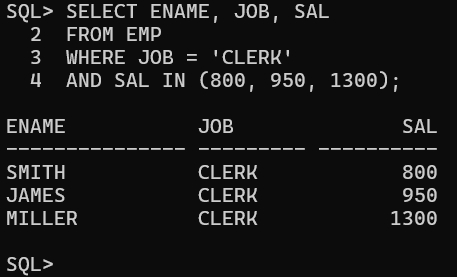 SQL> SELECT ENAME, JOB, SAL
  2  FROM EMP
  3  WHERE JOB = 'CLERK'
  4  AND SAL IN (800, 950, 1300);

ENAME           JOB              SAL
--------------- --------- ----------
SMITH           CLERK            800
JAMES           CLERK            950
MILLER          CLERK           1300

SQL>